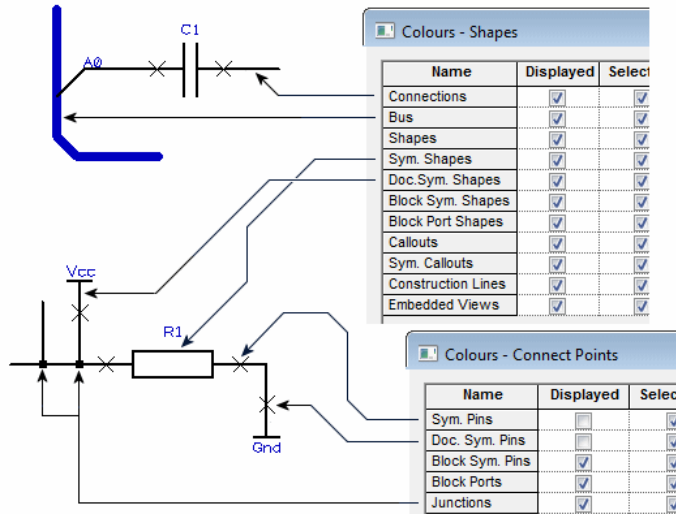 C1
A0
Colours - Shapes
Name Displayed Select
Connections
Bus
Shapes
Sym. Shapes
Doc.Sym. Shapes
Block Sym. Shapes
Block Port Shapes
Callouts
Sym. Callouts
Construction Lines
Embedded Views
Vcc
R1
Gnd
Colours - Connect Points
Name Displayed Selec
Sym. Pins
Doc. Sym. Pins
Block Sym. Pins
Block Ports
Junctions